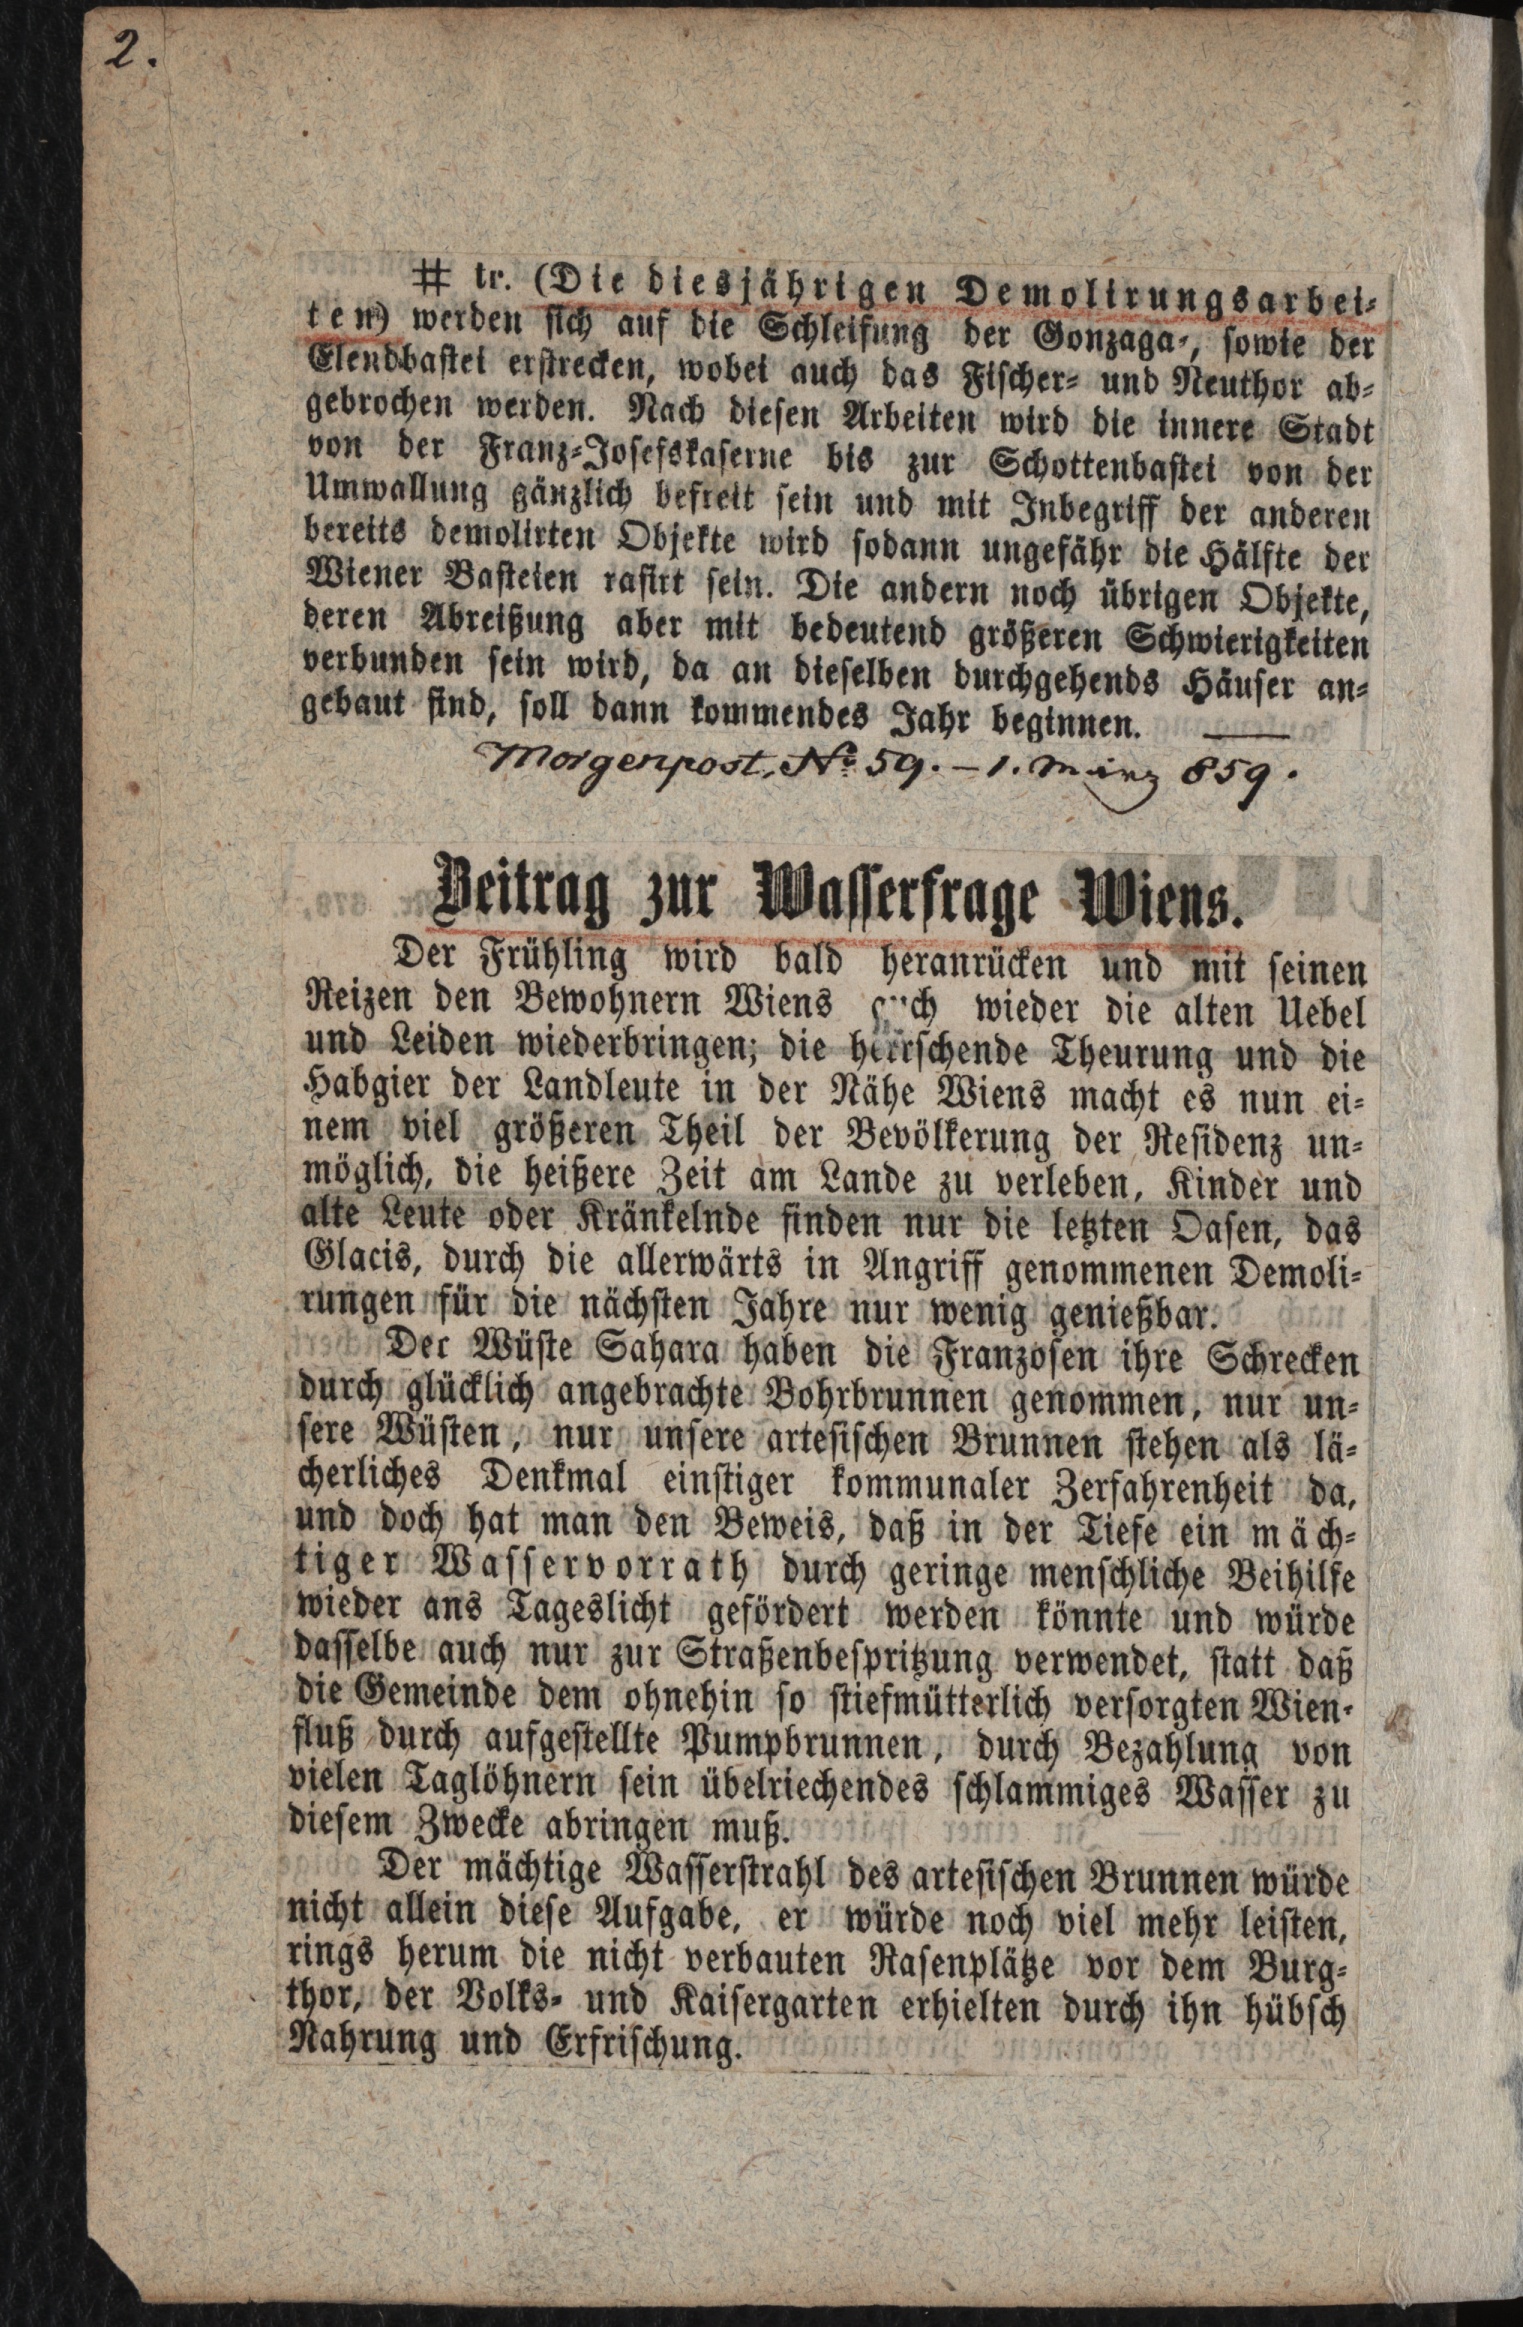 2.
# tr. (Die diesjährigen Demolirungsarbei-
ten) werden sich auf die Schleifung der Gonzaga-, sowie der
Elendbastei erstrecken, wobei auch das Fischer- und Neuthor ab-
gebrochen werden. Nach diesen Arbeiten wird die innere Stadt
von der Franz-Josefskaserne bis zur Schottenbastei von der
Umwallung gänzlich befreit sein und mit Inbegriff der anderen
bereits demolirten Objekte wird sodann ungefähr die Hälfte der
Wiener Basteien rasirt sein. Die andern noch übrigen Objekte,
deren Abreißung aber mit bedeutend größeren Schwierigkeiten
verbunden sein wird, da an dieselben durchgehends Häuser an-
gebaut sind, soll dann kommendes Jahr beginnen.
Morgenpost, No 59. – 1. März 859.
Beitrag zur Wasserfrage Wiens.
Der Frühling wird bald heranrücken und mit seinen
Reizen den Bewohnern Wiens auch wieder die alten Uebel
und Leiden wiederbringen; die herrschende Theurung und die
Habgier der Landleute in der Nähe Wiens macht es nun ei-
nem viel größeren Theil der Bevölkerung der Residenz un-
möglich, die heißere Zeit am Lande zu verleben, Kinder und
alte Leute oder Kränkelnde finden nur die letzten Oasen, das
Glacis, durch die allerwärts in Angriff genommenen Demoli-
rungen für die nächsten Jahre nur wenig genießbar.
Der Wüste Sahara haben die Franzosen ihre Schrecken
durch glücklich angebrachte Bohrbrunnen genommen, nur un-
sere Wüsten, nur unsere artesischen Brunnen stehen als lä-
cherliches Denkmal einstiger kommunaler Zerfahrenheit da,
und doch hat man den Beweis, daß in der Tiefe ein mäch-
tiger Wasservorrath durch geringe menschliche Beihilfe
wieder ans Tageslicht gefördert werden könnte und würde
dasselbe auch nur zur Straßenbespritzung verwendet, statt daß
die Gemeinde dem ohnehin so stiefmütterlich versorgten Wien-
fluß durch aufgestellte Pumpbrunnen, durch Bezahlung von
vielen Taglöhnern sein übelriechendes schlammiges Wasser zu
diesem Zwecke abringen muß.
Der mächtige Wasserstrahl des artesischen Brunnen würde
nicht allein diese Aufgabe, er würde noch viel mehr leisten,
rings herum die nicht verbauten Rasenplätze vor dem Burg-
thor, der Volks- und Kaisergarten erhielten durch ihn hübsch
Nahrung und Erfrischung.